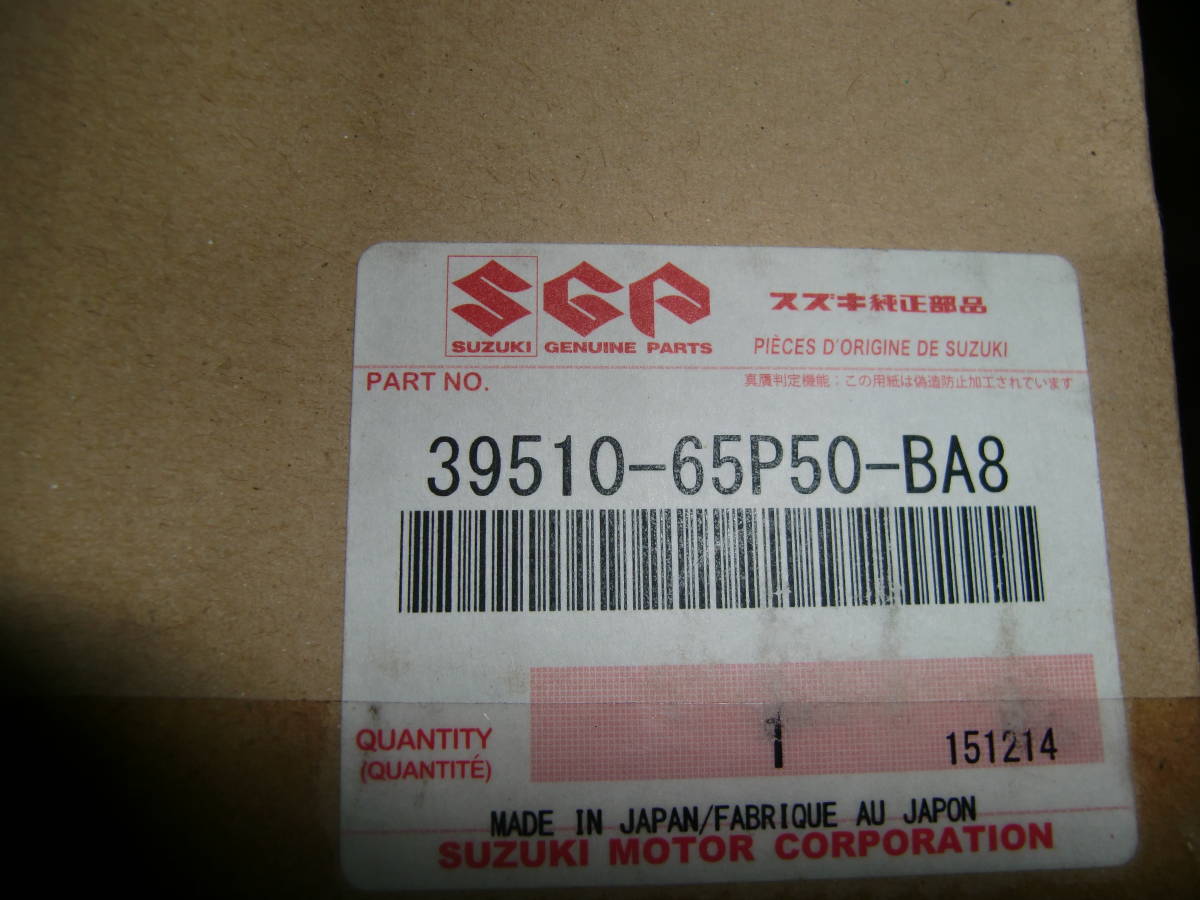 SGP スズキ純正部品
SUZUKI GENUINE PARTS PIÈCES D'ORIGINE DE SUZUKI
PART NO. 真贋判定機能：この用紙は偽造防止加工されています
39510-65P50-BA8
QUANTITY 1 151214
(QUANTITÉ)
MADE IN JAPAN/FABRIQUE AU JAPON
SUZUKI MOTOR CORPORATION